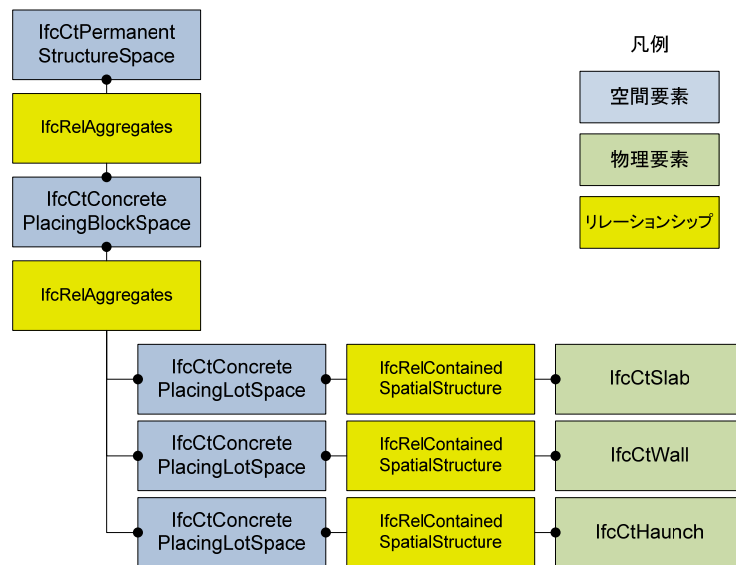 IfcCtPermanent
StructureSpace
IfcRelAggregates
IfcCtConcrete
PlacingBlockSpace
IfcRelAggregates
IfcCtConcrete
PlacingLotSpace
IfcRelContained
SpatialStructure
IfcCtSlab
IfcCtConcrete
PlacingLotSpace
IfcRelContained
SpatialStructure
IfcCtWall
IfcCtConcrete
PlacingLotSpace
IfcRelContained
SpatialStructure
IfcCtHaunch
凡例
空間要素
物理要素
リレーションシップ